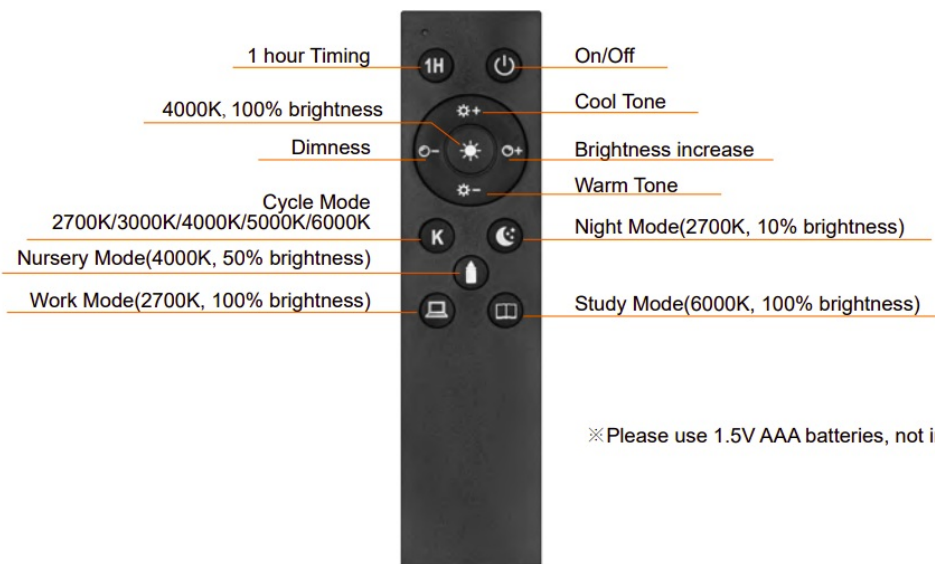 1 hour Timing
1H
On/Off
4000K, 100% brightness
Cool Tone
Dimness
Brightness increase
Warm Tone
Cycle Mode
2700K/3000K/4000K/5000K/6000K
K
Night Mode(2700K, 10% brightness)
Nursery Mode(4000K, 50% brightness)
Work Mode(2700K, 100% brightness)
Study Mode(6000K, 100% brightness)
※Please use 1.5V AAA batteries, not